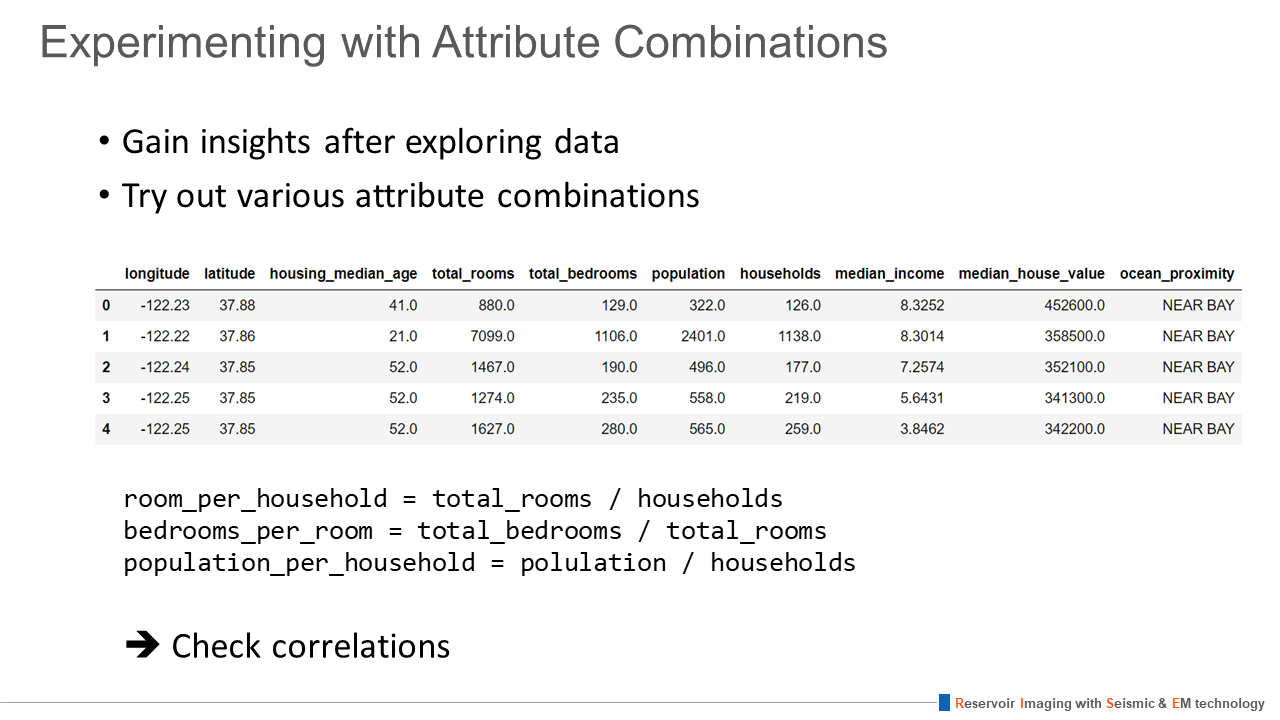 Experimenting with Attribute Combinations
• Gain insights after exploring data
• Try out various attribute combinations
longitude latitude housing_median_age total_rooms total_bedrooms population households median_income median_house_value ocean_proximity
0 -122.23 37.88 41.0 880.0 129.0 322.0 126.0 8.3252 452600.0 NEAR BAY
1 -122.22 37.86 21.0 7099.0 1106.0 2401.0 1138.0 8.3014 358500.0 NEAR BAY
2 -122.24 37.85 52.0 1467.0 190.0 496.0 177.0 7.2574 352100.0 NEAR BAY
3 -122.25 37.85 52.0 1274.0 235.0 558.0 219.0 5.6431 341300.0 NEAR BAY
4 -122.25 37.85 52.0 1627.0 280.0 565.0 259.0 3.8462 342200.0 NEAR BAY
room_per_household = total_rooms / households
bedrooms_per_room = total_bedrooms / total_rooms
population_per_household = polulation / households
➔ Check correlations
Reservoir Imaging with Seismic & EM technology